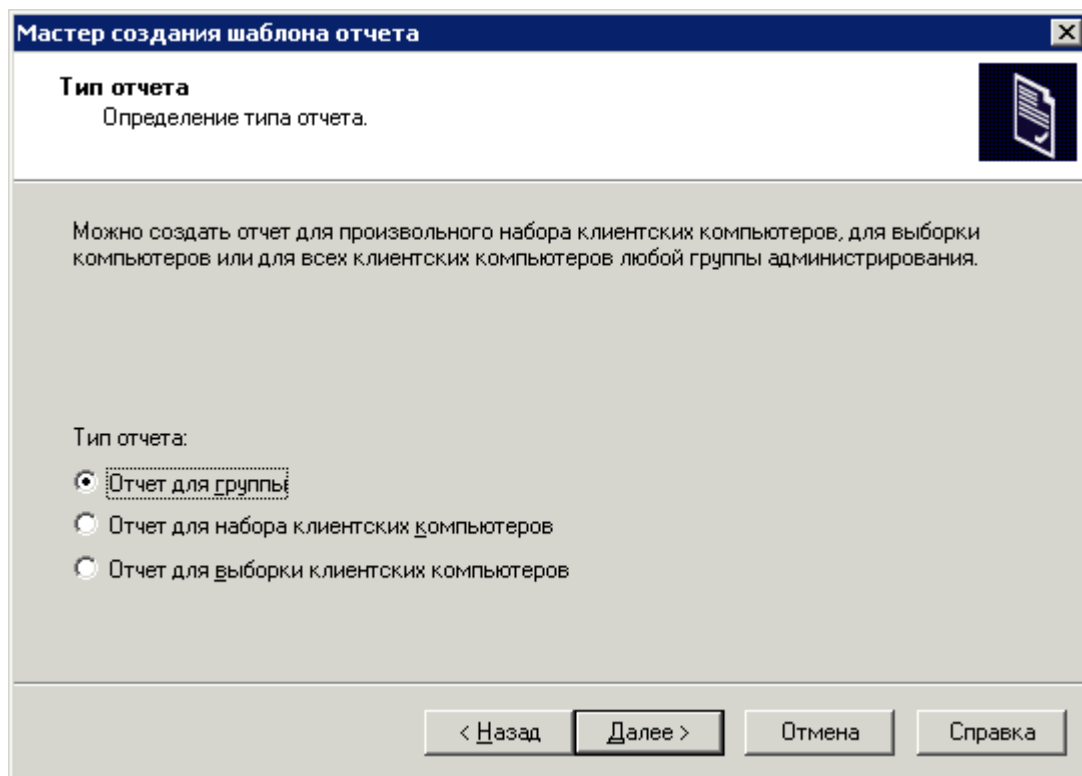 Мастер создания шаблона отчета
Тип отчета
Определение типа отчета.
Можно создать отчет для произвольного набора клиентских компьютеров, для выборки
компьютеров или для всех клиентских компьютеров любой группы администрирования.
Тип отчета:
Отчет для группы
Отчет для набора клиентских компьютеров
Отчет для выборки клиентских компьютеров
< Назад Далее > Отмена Справка